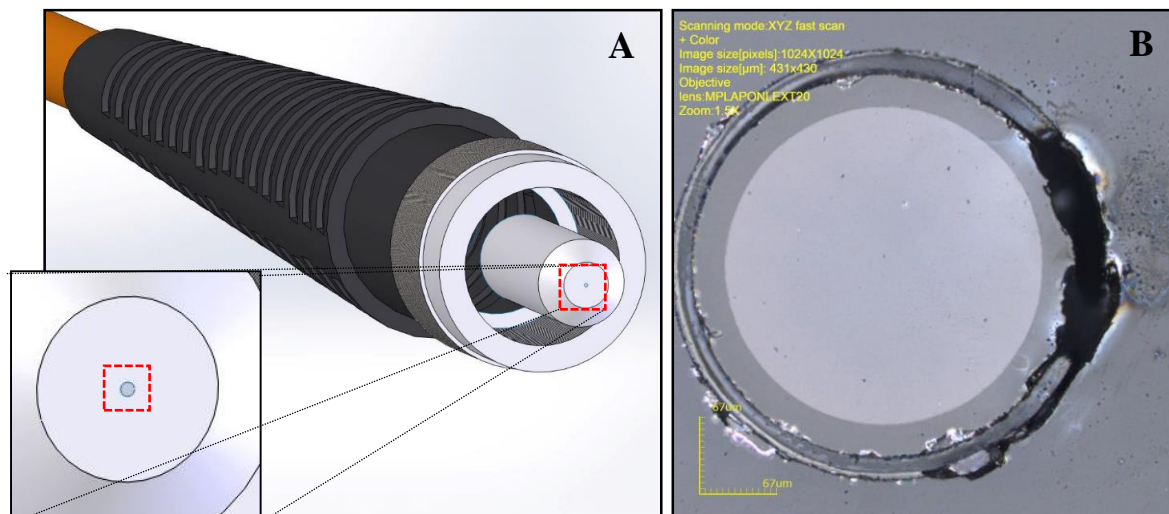 A
B
Scanning mode:XYZ fast scan
+ Color
Image size[pixels]:1024X1024
Image size[μm]: 431x430
Objective
lens:MPLAPONLEXT20
Zoom:1.5X
67um
67um